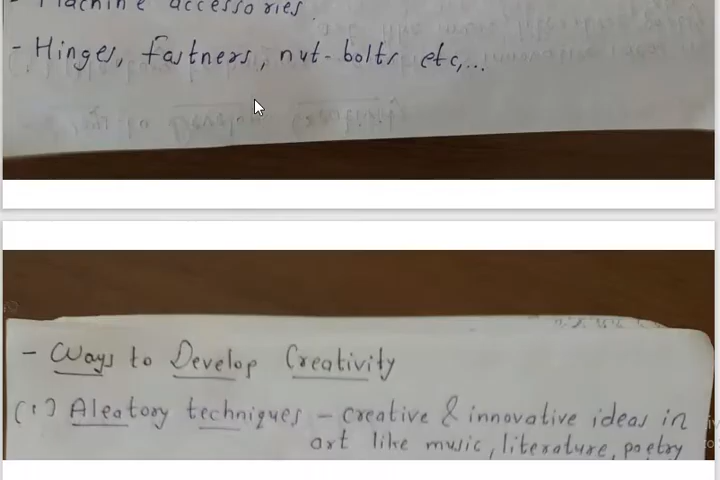 - Machine accessories.
- Hinges, fastners, nut-bolts etc,...
- Ways to Develop Creativity
(i) Aleatory techniques - creative & innovative ideas in
art like music, literature, poetry